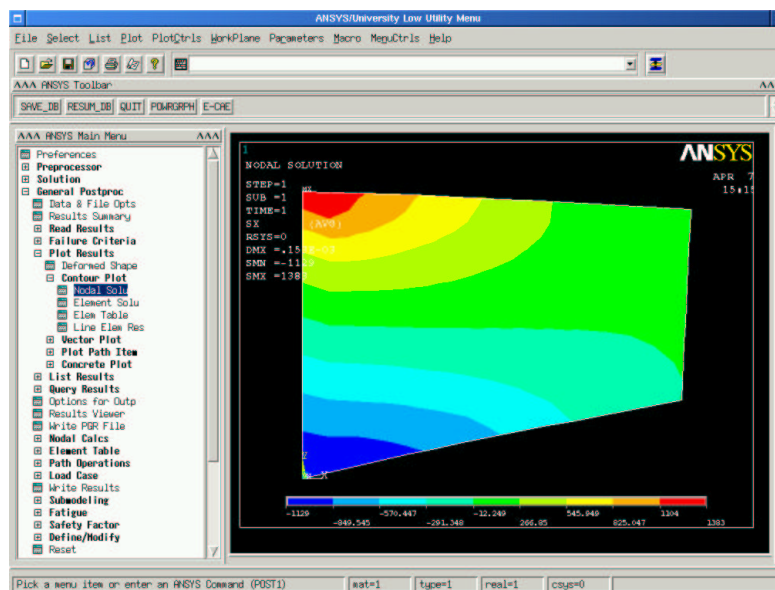 ANSYS/University Low Utility Menu
File Select List Plot PlotCtrls WorkPlane Parameters Macro MenuCtrls Help
ANSYS Toolbar
SAVE_DB RESUM_DB QUIT POWRGRPH E-CAE
ANSYS Main Menu
Preferences
Preprocessor
Solution
General Postproc
Data & File Opts
Results Summary
Read Results
Failure Criteria
Plot Results
Deformed Shape
Contour Plot
Nodal Solu
Element Solu
Elem Table
Line Elem Res
Vector Plot
Plot Path Item
Concrete Plot
List Results
Query Results
Options for Outp
Results Viewer
Write PGR File
Nodal Calcs
Element Table
Path Operations
Load Case
Write Results
Submodeling
Fatigue
Safety Factor
Define/Modify
Reset
1
ANSYS
NODAL SOLUTION
APR 7
STEP=1
SUB =1
TIME=1
SX (AVG)
RSYS=0
SMN =-1129
SMX =1383
MX
Y
X
-1129 -570.447 -12.249 545.949 1104
-849.545 -291.348 266.85 825.047 1383
Pick a menu item or enter an ANSYS Command (POST1) mat=1 type=1 real=1 csys=0